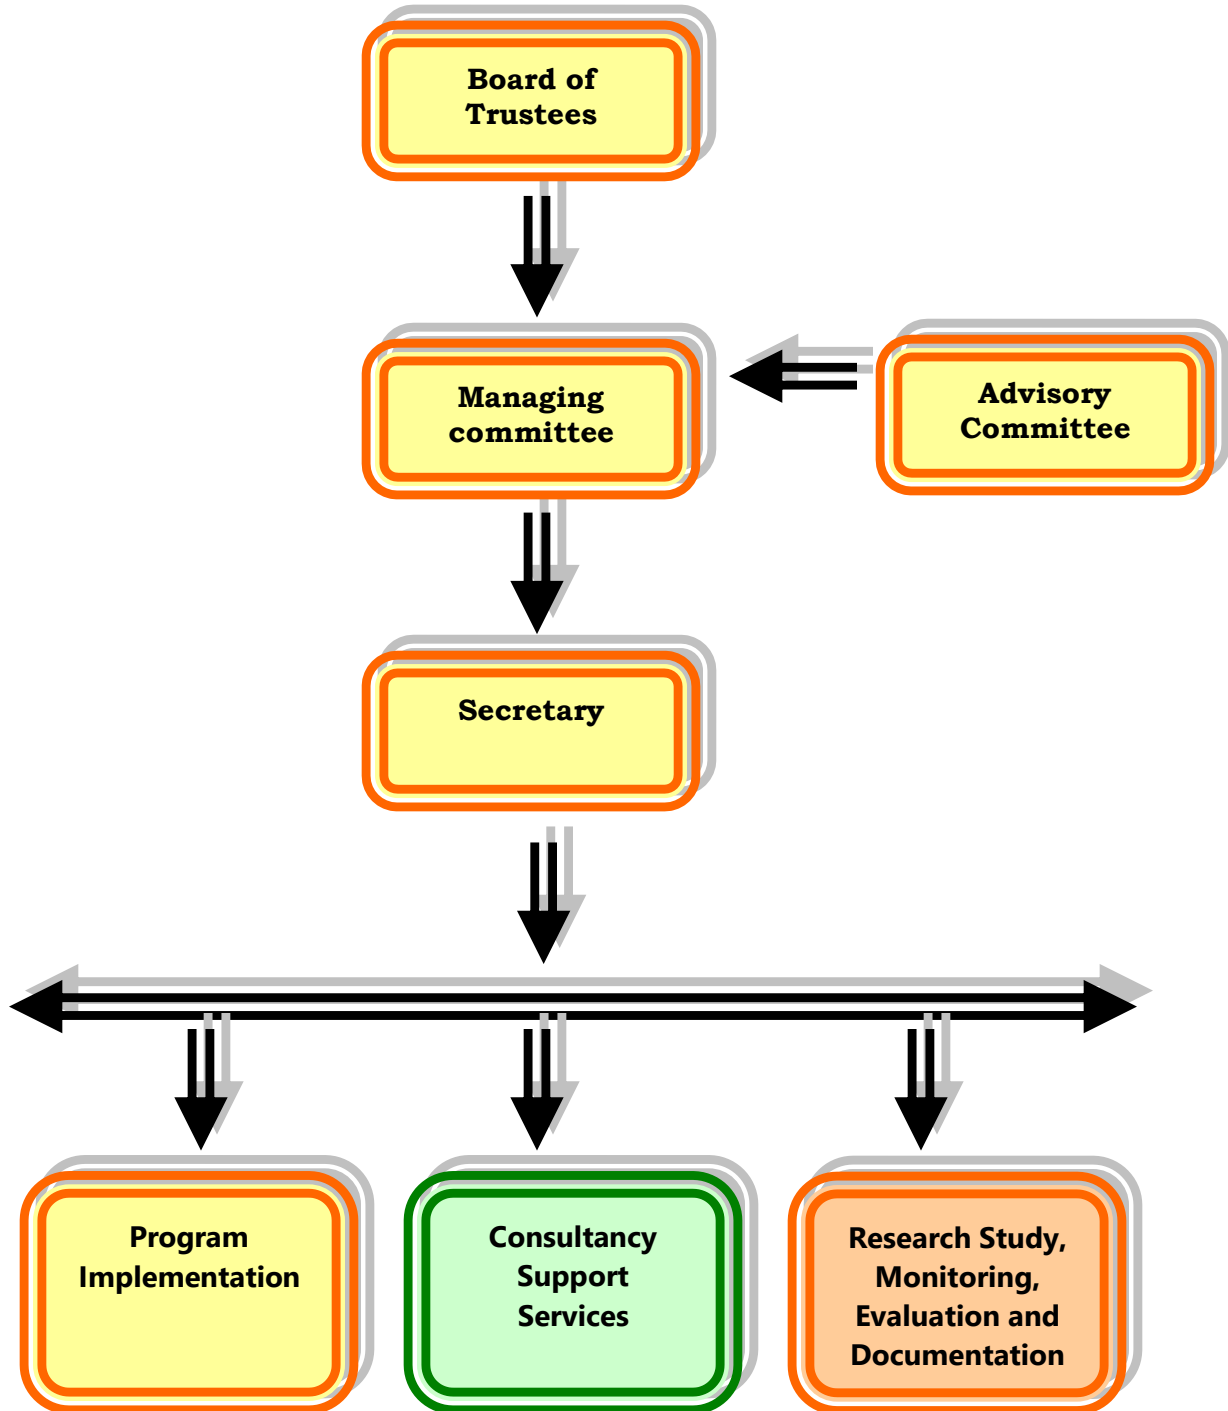 Board of
Trustees
Managing
committee
Advisory
Committee
Secretary
Program
Implementation
Consultancy
Support
Services
Research Study,
Monitoring,
Evaluation and
Documentation